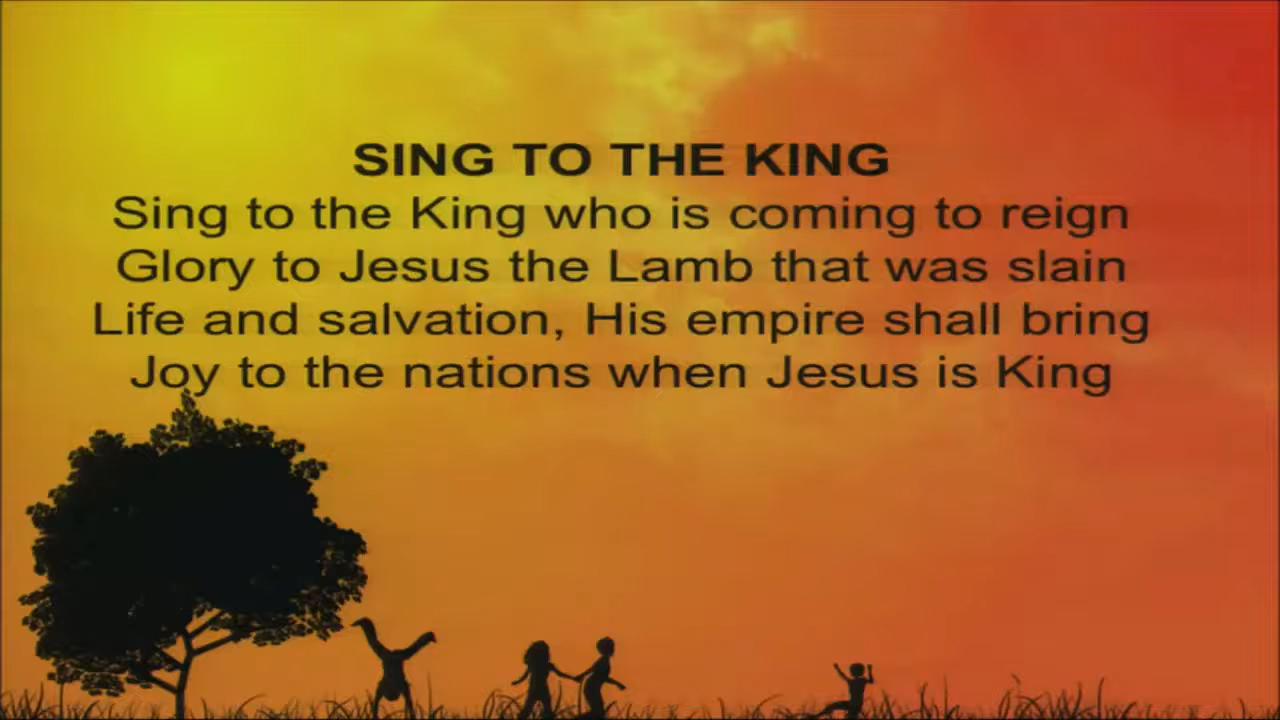 SING TO THE KING
Sing to the King who is coming to reign
Glory to Jesus the Lamb that was slain
Life and salvation, His empire shall bring
Joy to the nations when Jesus is King